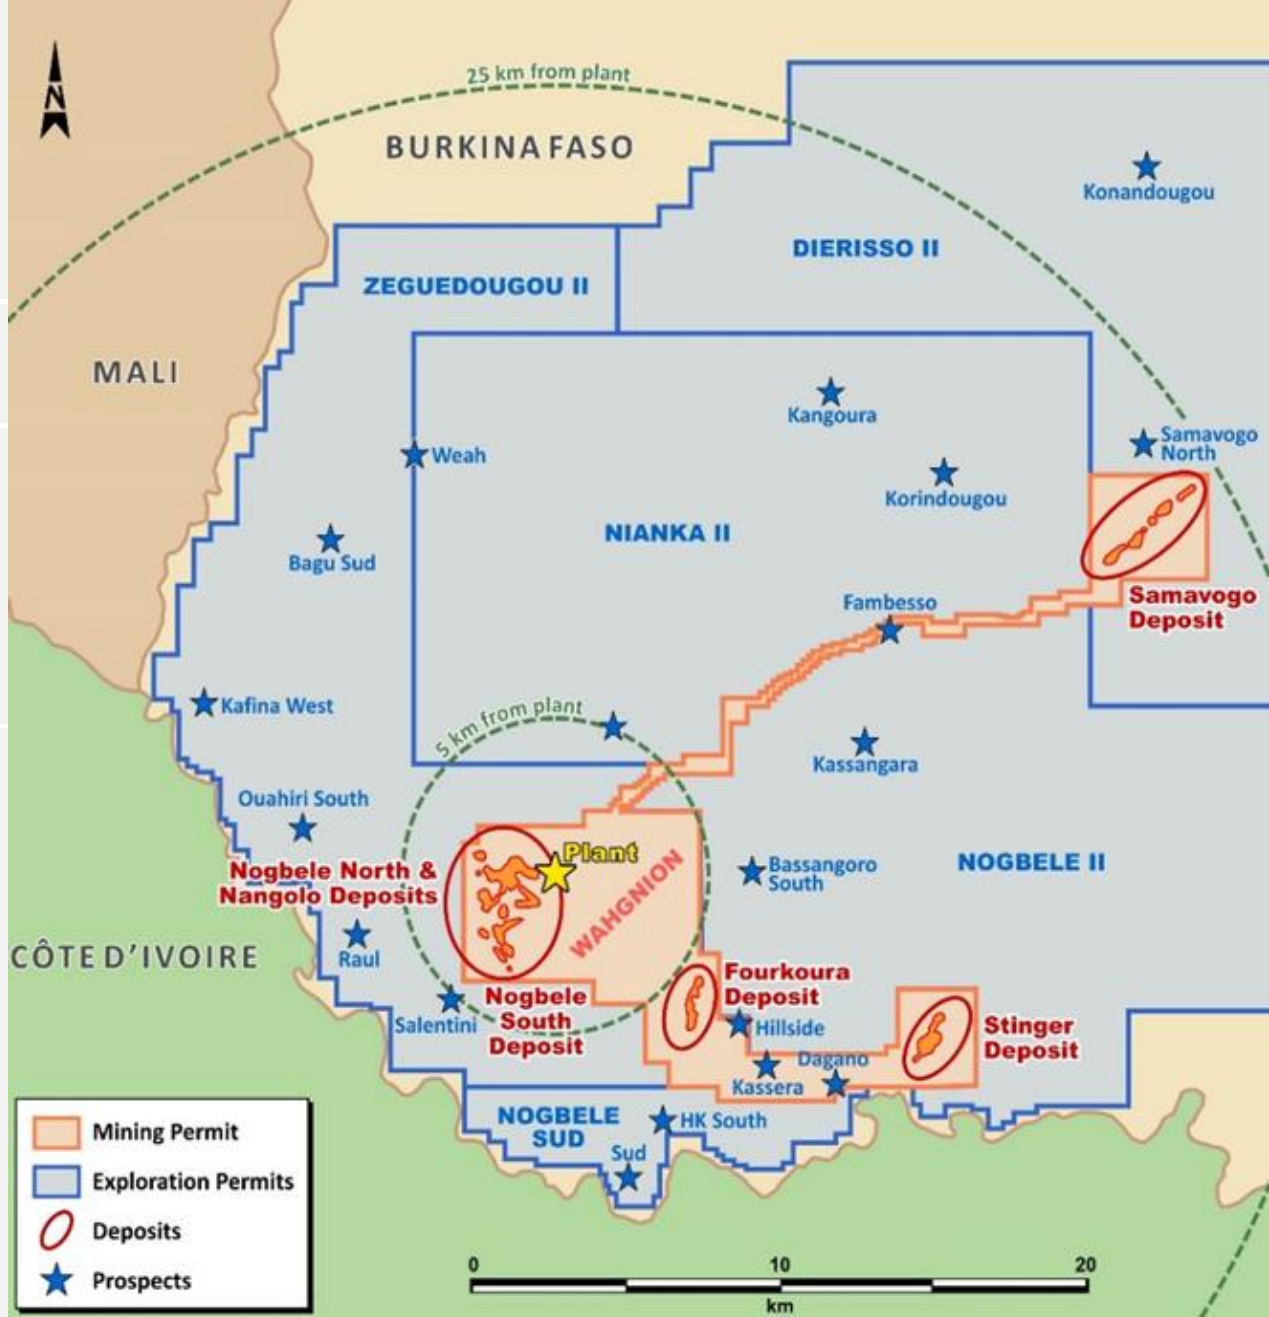 25 km from plant
N
BURKINA FASO
Konandougou
DIERISSO II
ZEGUEDOUGOU II
MALI
Kangoura
Samavogo
North
Weah
Korindougou
NIANKA II
Bagu Sud
Samavogo
Deposit
Fambesso
Kafina West
5 km from plant
Kassangara
Ouahiri South
Plant
Nogbele North &
Nangolo Deposits
WAHGNION
Bassangoro
South
NOGBELE II
CÔTE D'IVOIRE
Raul
Fourkoura
Deposit
Nogbele
South
Deposit
Salentini
Hillside
Stinger
Deposit
Dagano
Kassera
NOGBELE
SUD
HK South
Sud
Mining Permit
Exploration Permits
Deposits
Prospects
0 10 20
km